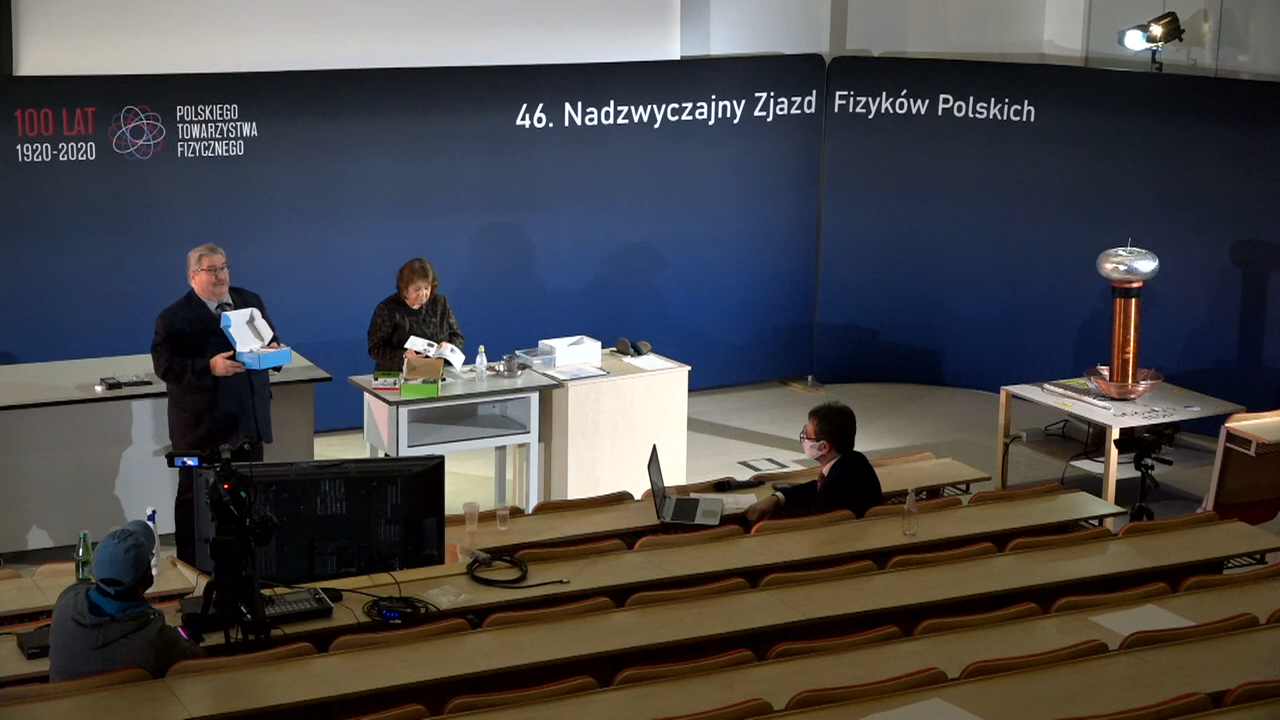 100 LAT
1920-2020
POLSKIEGO
TOWARZYSTWA
FIZYCZNEGO
46. Nadzwyczajny Zjazd Fizyków Polskich